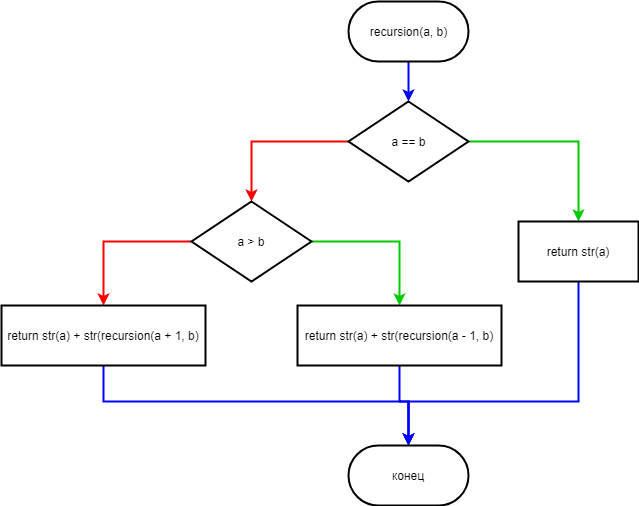 recursion(a, b)
a == b
a > b
return str(a)
return str(a) + str(recursion(a + 1, b)
return str(a) + str(recursion(a - 1, b)
конец